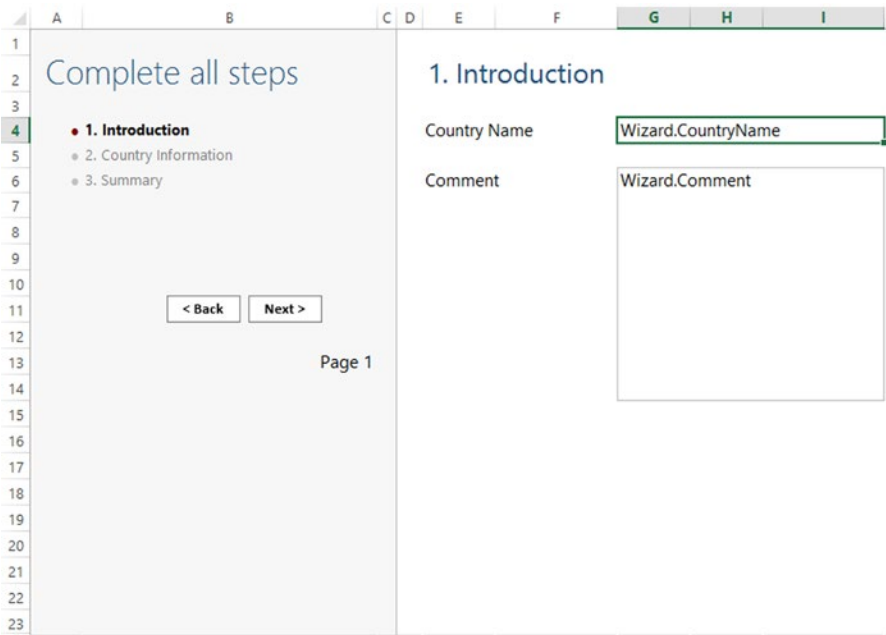 A B C D E F G H I
1
2 Complete all steps 1. Introduction
3
4 1. Introduction Country Name Wizard.CountryName
5 2. Country Information
6 3. Summary Comment Wizard.Comment
7
8
9
10
11 < Back Next >
12
13 Page 1
14
15
16
17
18
19
20
21
22
23